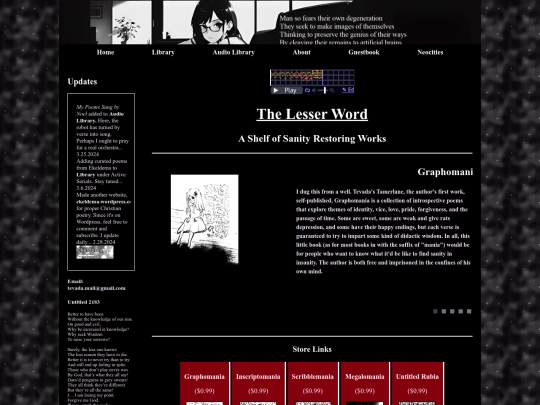 Man so fears their own degeneration
They seek to make images of themselves
Thinking to preserve the genius of their ways
By cleaving their remains to artificial brains
Home
Library
Audio Library
About
Guestbook
Neocities
Updates
My Poems Sung by
Noel added to Audio
Library. Here, the
robot has turned by
verse into song.
Perhaps I ought to pray
for a real orchestra...
3.25.2024
Adding curated poems
from Ekeldema to
Library under Active
Serials. Stay tuned...
3.6.2024
Made another website,
ekeldema.wordpress.c
for proper Christian
poetry. Since it's on
Wordpress, feel free to
comment and
subscribe. I update
daily... 2.28.2024
Email:
tevada.mail@gmail.com
Untitled 2183
Better to have been
Without the knowledge of our sins.
On good and evil,
Why be increased in knowledge?
Why seek Wisdom
To mine your sorrows?
Surely, the less one knows
The less reason they have to die.
Better it is to never try than to try
And still end up failing in spite.
Those who don't play never win.
By God, that's what they all say!
Damn'd progeny in grey sweats!
They all think they're different
But they're all the same!
I... I am losing my point.
Forgive me God.
Play
Edit
The Lesser Word
A Shelf of Sanity Restoring Works
Graphomani
I dug this from a well. Tevada's Tamerlane, the author's first work,
self-published. Graphomania is a collection of introspective poems
that explore themes of identity, vice, love, pride, forgiveness, and the
passage of time. Some are sweet, some are weak and give rats
depression, and some have their happy endings, but each verse is
guaranteed to try to impart some kind of didactic wisdom. In all, this
little book (as for most books in with the suffix of "mania") would be
for people who want to know what it'd be like to find sanity in
insanity. The author is both free and imprisoned in the confines of his
own mind.
Store Links
Graphomania
($0.99)
Inscriptomania
($0.99)
Scribblemania
($0.99)
Megalomania
($0.99)
Untitled Rubia
($0.99)